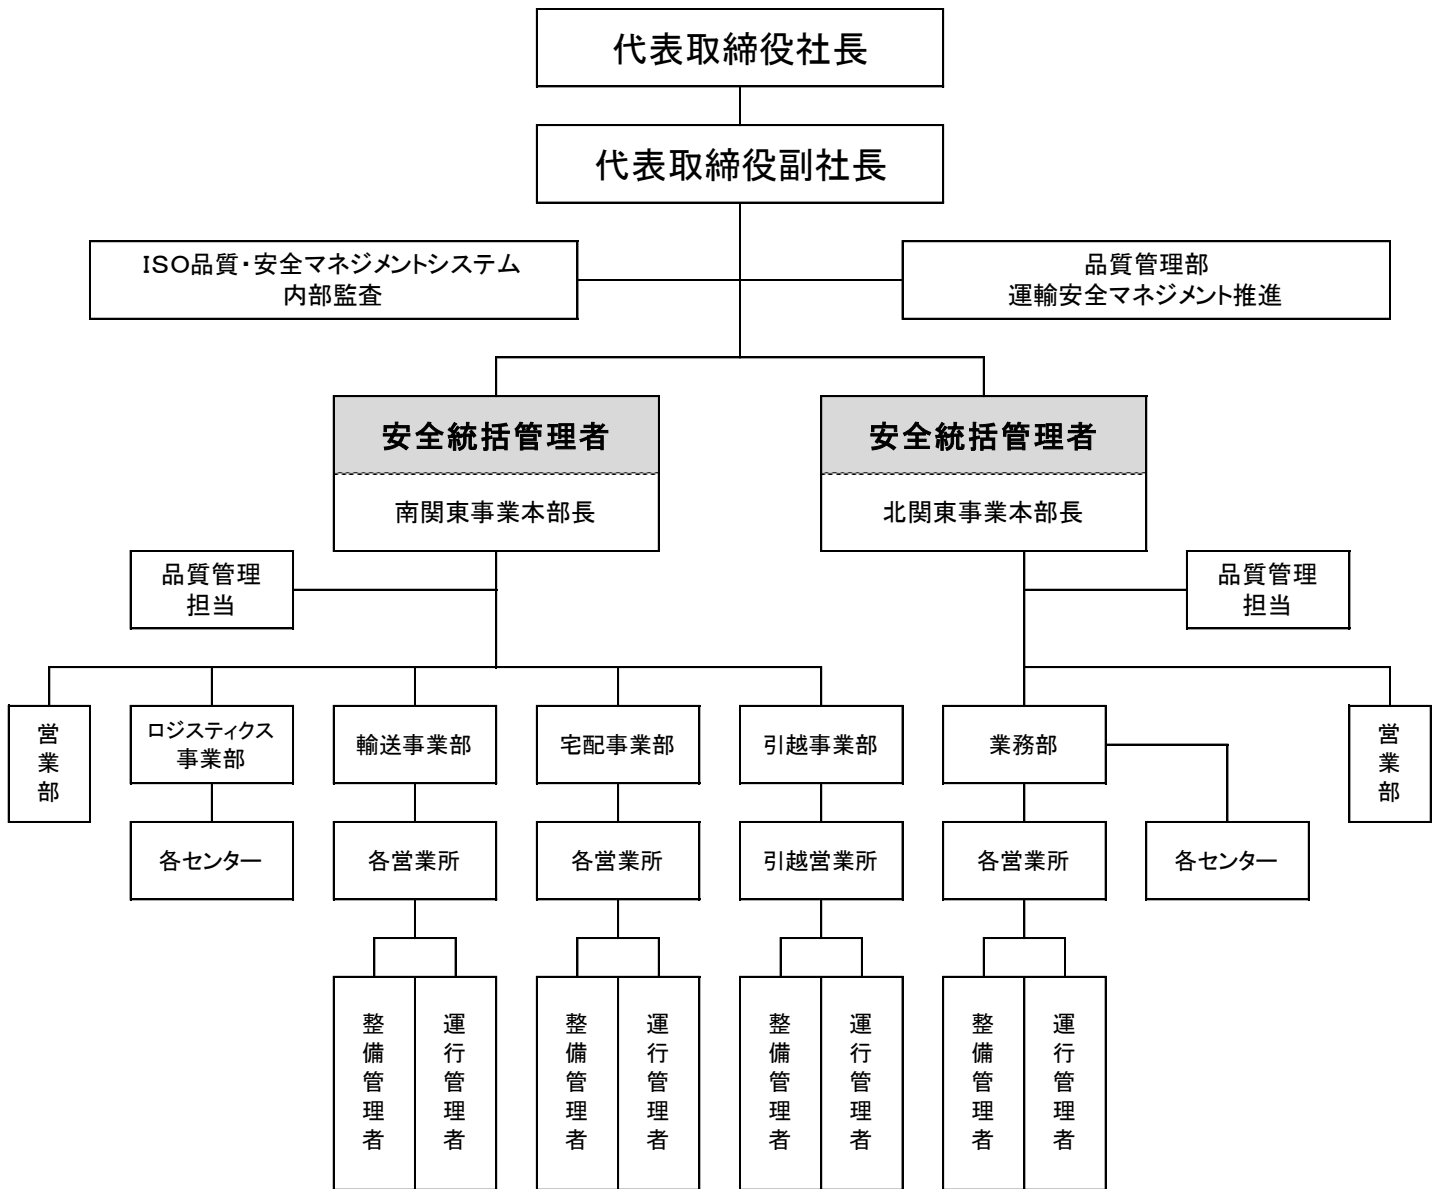 代表取締役社長
代表取締役副社長
ISO品質・安全マネジメントシステム
内部監査
品質管理部
運輸安全マネジメント推進
安全統括管理者
南関東事業本部長
安全統括管理者
北関東事業本部長
品質管理
担当
品質管理
担当
営業部
ロジスティクス
事業部
輸送事業部
宅配事業部
引越事業部
業務部
営業部
各センター
各営業所
各営業所
引越営業所
各営業所
各センター
整備管理者
運行管理者
整備管理者
運行管理者
整備管理者
運行管理者
整備管理者
運行管理者